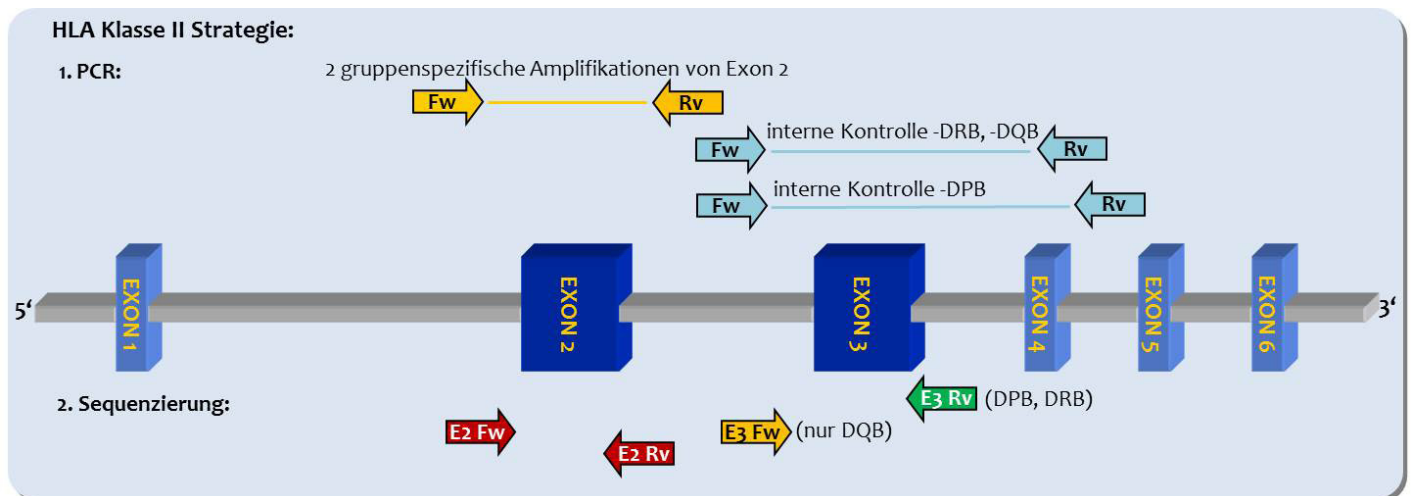 HLA Klasse II Strategie:
1. PCR:
2 gruppenspezifische Amplifikationen von Exon 2
Fw
Rv
interne Kontrolle -DRB, -DQB
Fw
Rv
interne Kontrolle -DPB
Fw
Rv
5‘
EXON 1
EXON 2
EXON 3
EXON 4
EXON 5
EXON 6
3‘
2. Sequenzierung:
E3 Rv (DPB, DRB)
E2 Fw
E3 Fw (nur DQB)
E2 Rv